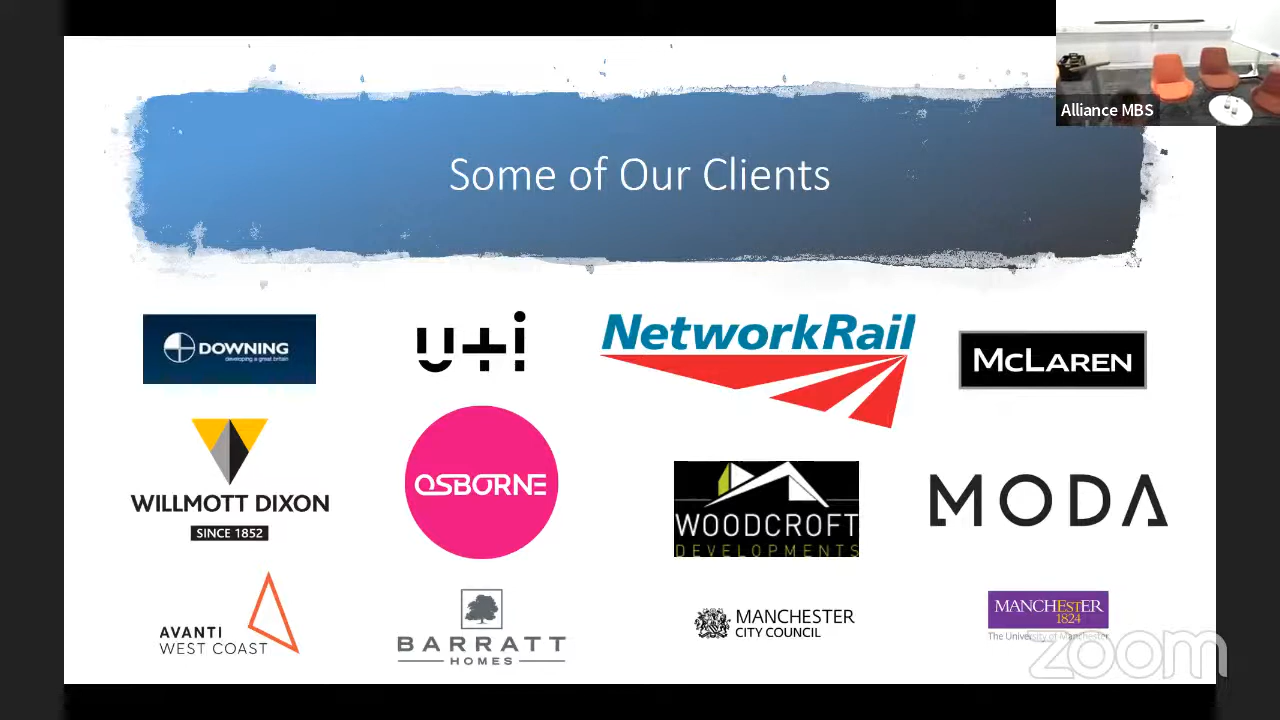 Alliance MBS
Some of Our Clients
DOWNING
developing a great britain
u+i
NetworkRail
McLAREN
WILLMOTT DIXON
SINCE 1852
OSBORNE
WOODCROFT
DEVELOPMENTS
MODA
AVANTI
WEST COAST
BARRATT
HOMES
MANCHESTER
CITY COUNCIL
MANCHESTER
1824
The University of Manchester
zoom